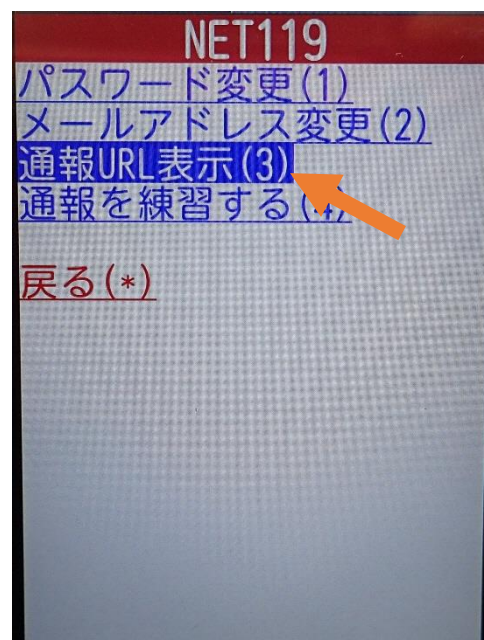 NET119
パスワード変更(1)
メールアドレス変更(2)
通報URL表示(3)
通報を練習する(4)
戻る(*)